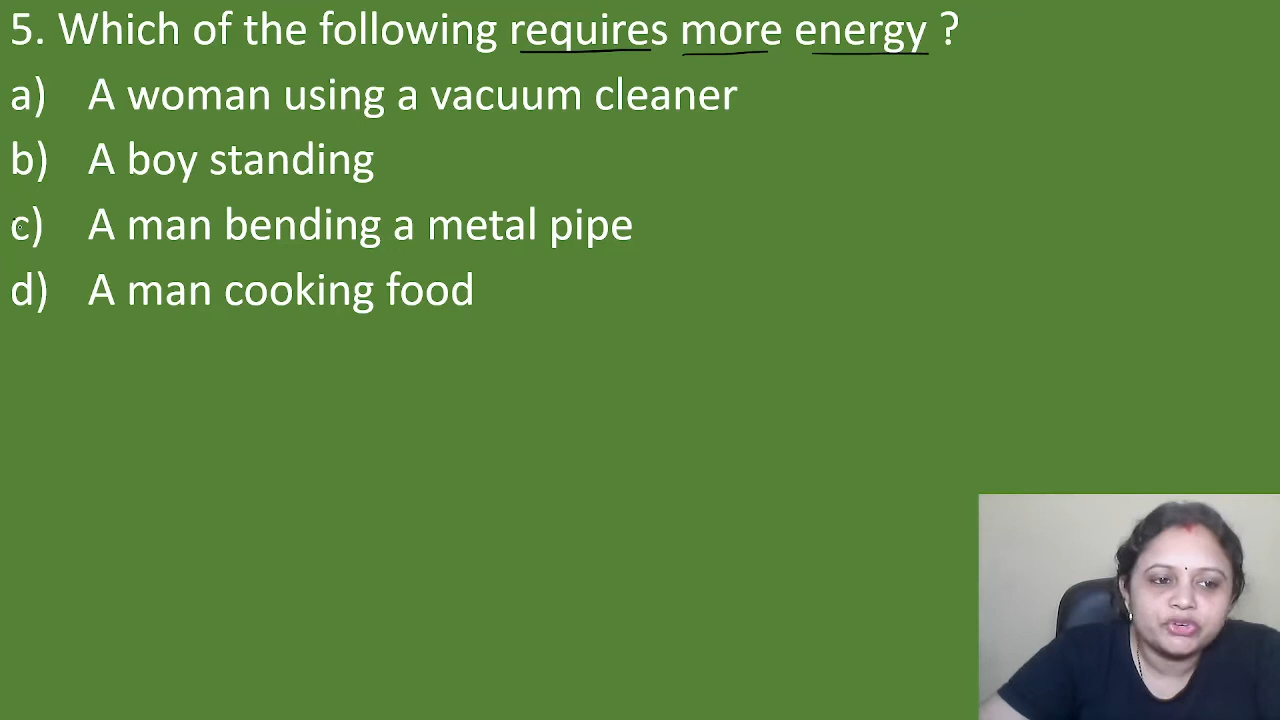 5. Which of the following requires more energy ?
a) A woman using a vacuum cleaner
b) A boy standing
c) A man bending a metal pipe
d) A man cooking food